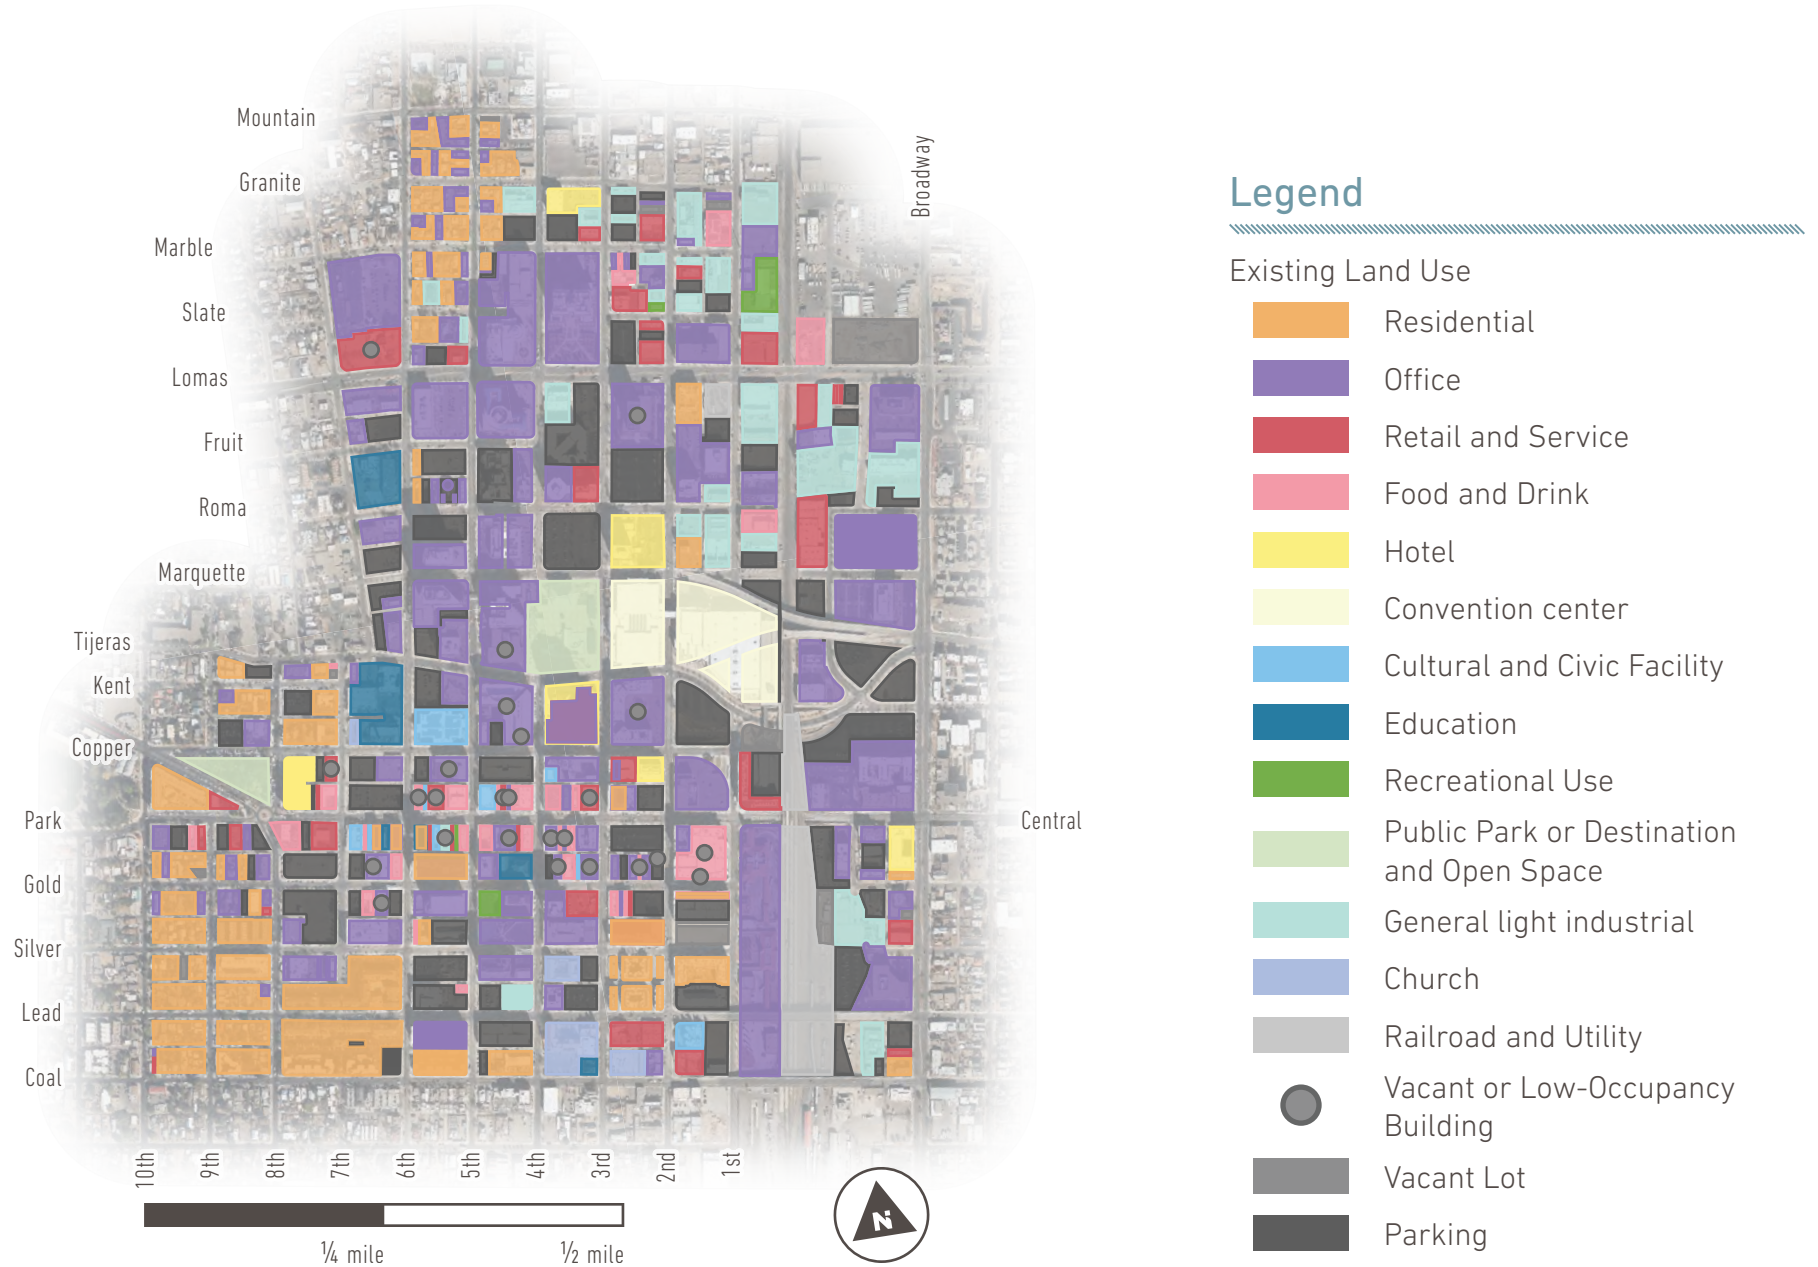 Mountain
Granite
Marble
Slate
Lomas
Fruit
Roma
Marquette
Tijeras
Kent
Copper
Park
Gold
Silver
Lead
Coal
Broadway
Central
10th
9th
8th
7th
6th
5th
4th
3rd
2nd
1st
¼ mile
½ mile
N
Legend
Existing Land Use
Residential
Office
Retail and Service
Food and Drink
Hotel
Convention center
Cultural and Civic Facility
Education
Recreational Use
Public Park or Destination
and Open Space
General light industrial
Church
Railroad and Utility
Vacant or Low-Occupancy
Building
Vacant Lot
Parking